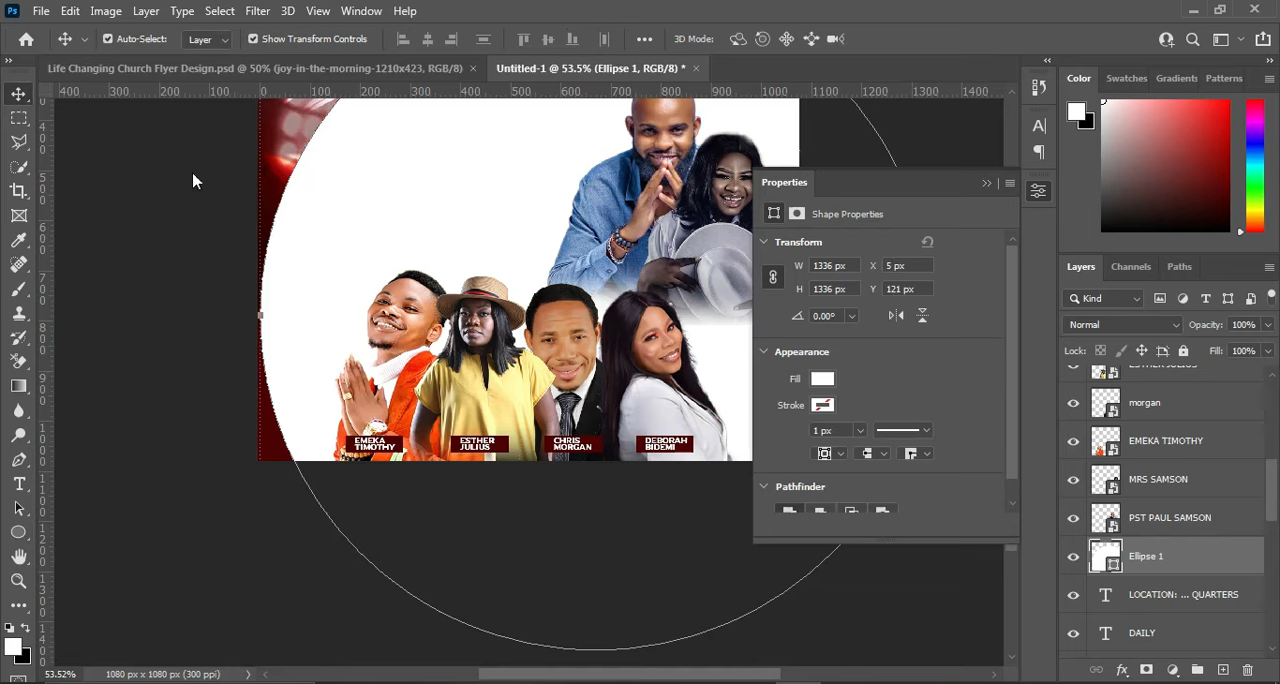 Ps File Edit Image Layer Type Select Filter 3D View Window Help
Auto-Select: Layer Show Transform Controls 3D Mode:
Life Changing Church Flyer Design.psd @ 50% (joy-in-the-morning-1210x423, RGB/8) × Untitled-1 @ 53.5% (Ellipse 1, RGB/8) * ×
400 300 200 100 0 100 200 300 400 500 600 700 800 900 1000 1100 1200 1300 1400
Color Swatches Gradients Patterns
Properties
Shape Properties
Transform
W 1336 px X 5 px
H 1336 px Y 121 px
0.00°
Appearance
Fill
Stroke
1 px
Pathfinder
Layers Channels Paths
Kind
Normal Opacity: 100%
Lock: Fill: 100%
ESTHER JULIUS
morgan
EMEKA TIMOTHY
MRS SAMSON
PST PAUL SAMSON
Ellipse 1
LOCATION: ... QUARTERS
DAILY
EMEKA
TIMOTHY
ESTHER
JULIUS
CHRIS
MORGAN
DEBORAH
BIDEMI
53.52% 1080 px x 1080 px (300 ppi)